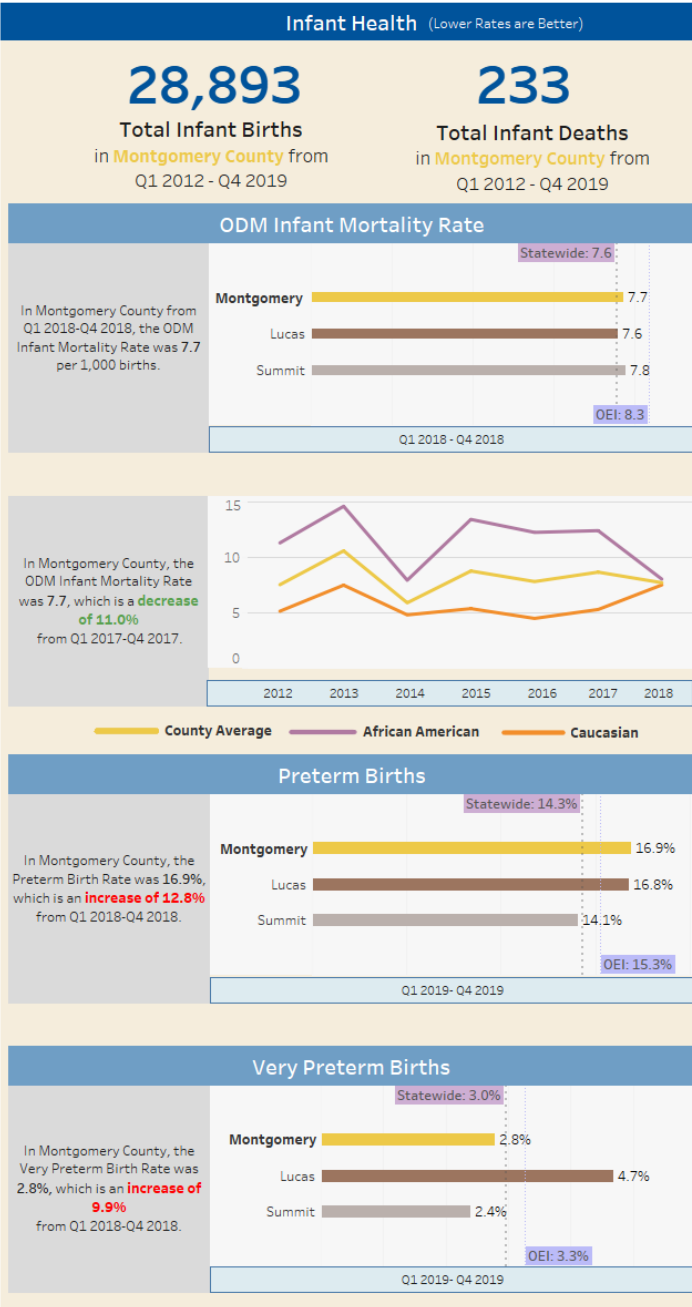 Infant Health (Lower Rates are Better)
28,893
Total Infant Births
in Montgomery County from
Q1 2012 - Q4 2019
233
Total Infant Deaths
in Montgomery County from
Q1 2012 - Q4 2019
ODM Infant Mortality Rate
In Montgomery County from
Q1 2018-Q4 2018, the ODM
Infant Mortality Rate was 7.7
per 1,000 births.
Statewide: 7.6
Montgomery 7.7
Lucas 7.6
Summit 7.8
OEI: 8.3
Q1 2018 - Q4 2018
In Montgomery County, the
ODM Infant Mortality Rate
was 7.7, which is a decrease
of 11.0%
from Q1 2017-Q4 2017.
15
10
5
0
2012 2013 2014 2015 2016 2017 2018
County Average African American Caucasian
Preterm Births
In Montgomery County, the
Preterm Birth Rate was 16.9%,
which is an increase of 12.8%
from Q1 2018-Q4 2018.
Statewide: 14.3%
Montgomery 16.9%
Lucas 16.8%
Summit 14.1%
OEI: 15.3%
Q1 2019- Q4 2019
Very Preterm Births
In Montgomery County, the
Very Preterm Birth Rate was
2.8%, which is an increase of
9.9%
from Q1 2018-Q4 2018.
Statewide: 3.0%
Montgomery 2.8%
Lucas 4.7%
Summit 2.4%
OEI: 3.3%
Q1 2019- Q4 2019